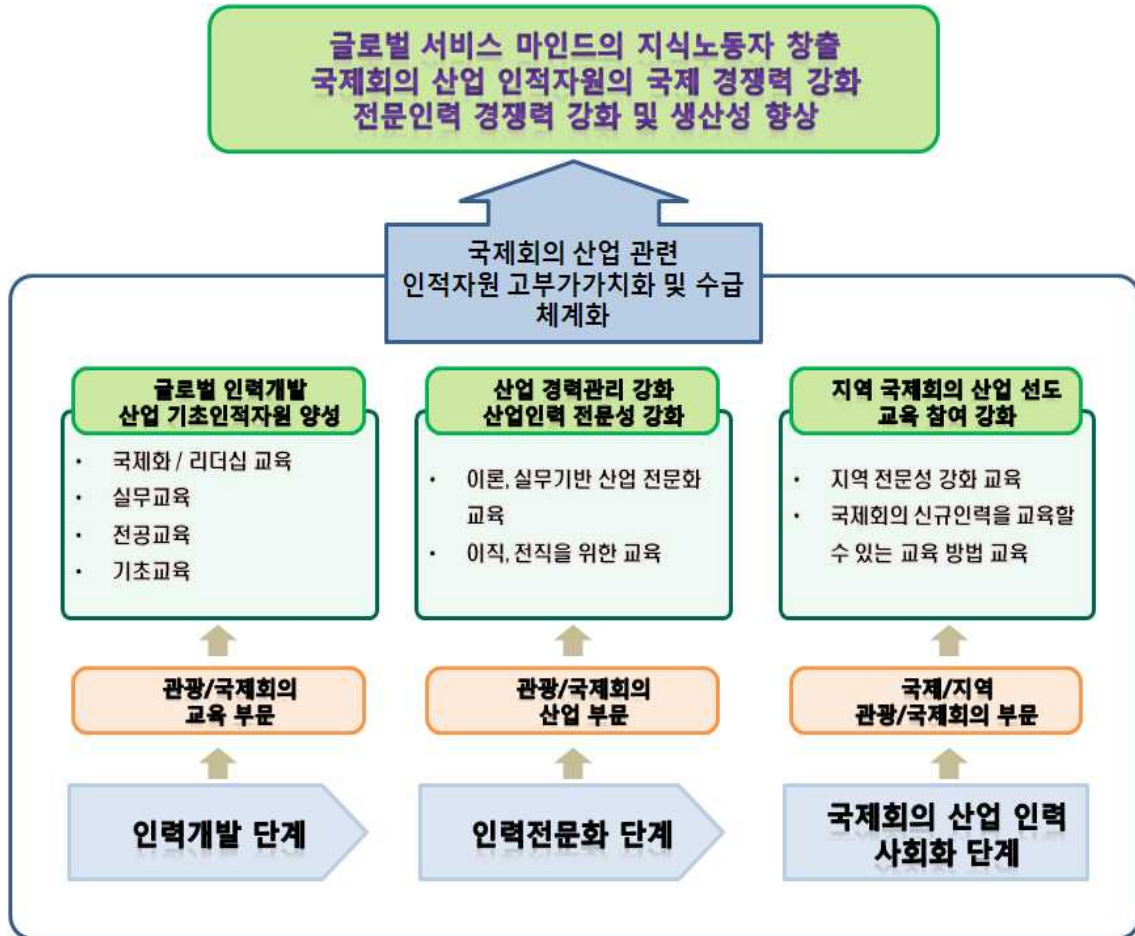 글로벌 서비스 마인드의 지식노동자 창출
국제회의 산업 인적자원의 국제 경쟁력 강화
전문인력 경쟁력 강화 및 생산성 향상
국제회의 산업 관련
인적자원 고부가가치화 및 수급
체계화
글로벌 인력개발
산업 기초인적자원 양성
• 국제화 / 리더십 교육
• 실무교육
• 전공교육
• 기초교육
산업 경력관리 강화
산업인력 전문성 강화
• 이론, 실무기반 산업 전문화
교육
• 이직, 전직을 위한 교육
지역 국제회의 산업 선도
교육 참여 강화
• 지역 전문성 강화 교육
• 국제회의 신규인력을 교육할
수 있는 교육 방법 교육
관광/국제회의
교육 부문
관광/국제회의
산업 부문
국제/지역
관광/국제회의 부문
인력개발 단계
인력전문화 단계
국제회의 산업 인력
사회화 단계